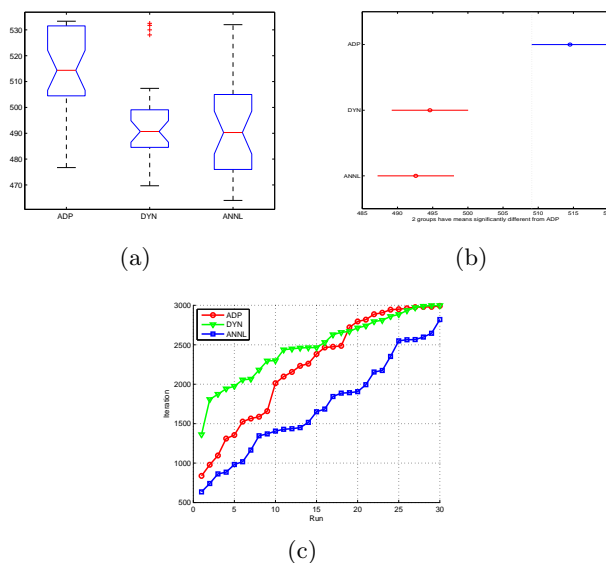 530
520
510
500
490
480
470
ADP DYN ANNL
(a)
ADP
DYN
ANNL
485 490 495 500 505 510 515
2 groups have means significantly different from ADP
(b)
3000
2500
2000
1500
1000
500
Iteration
ADP
DYN
ANNL
0 5 10 15 20 25 30
Run
(c)